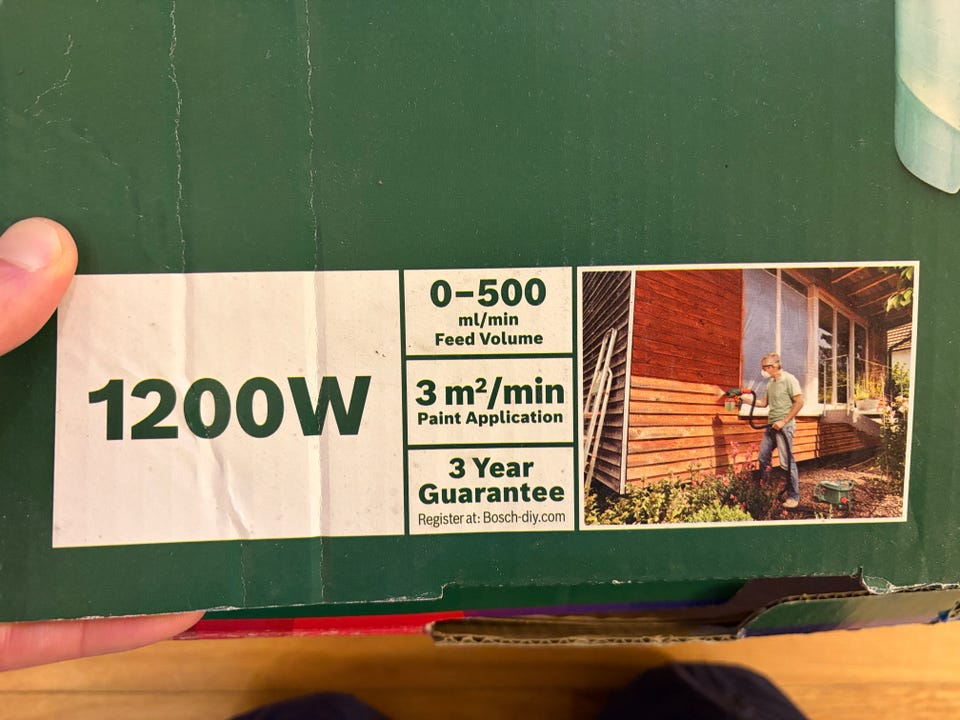 1200W
0–500
ml/min
Feed Volume
3 m²/min
Paint Application
3 Year
Guarantee
Register at: Bosch-diy.com